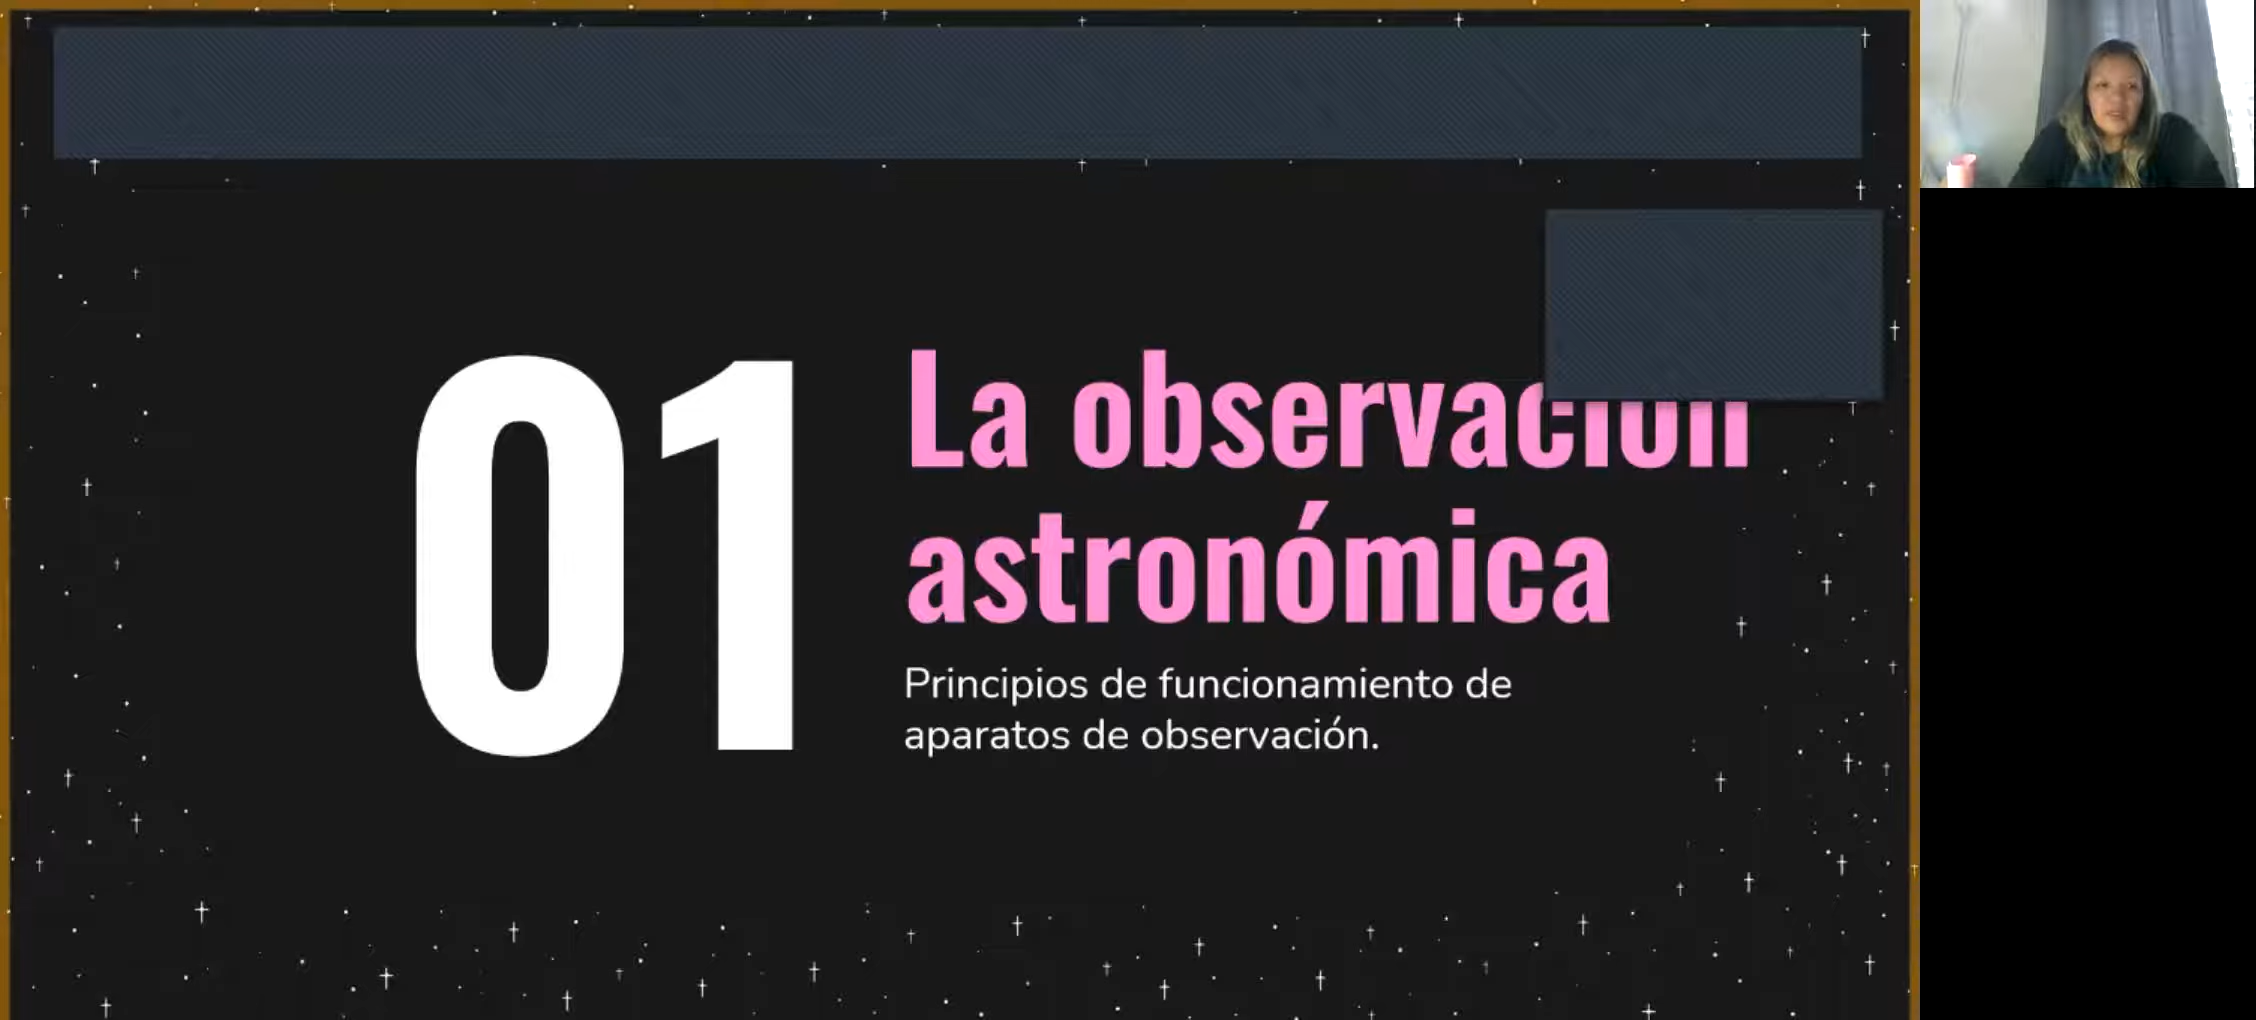 01
La observación
astronómica
Principios de funcionamiento de
aparatos de observación.